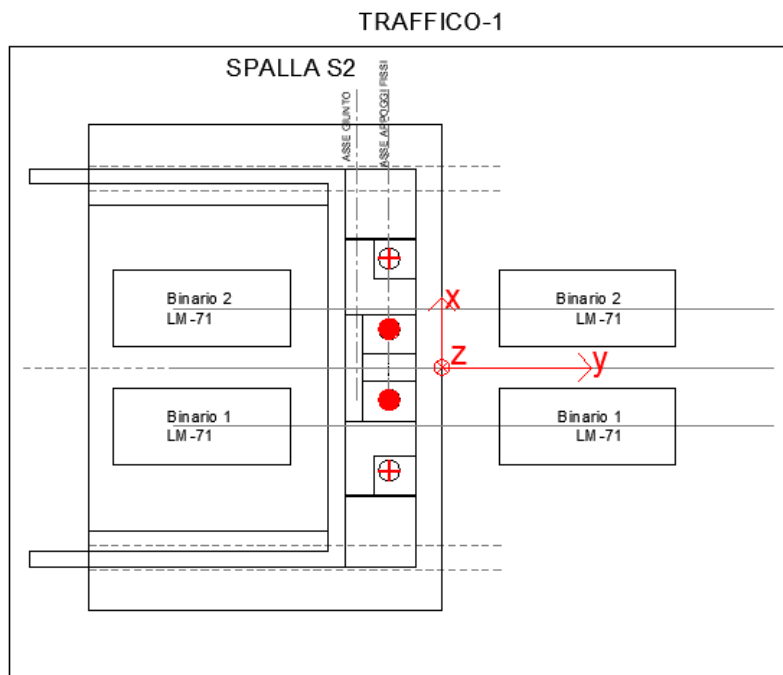 TRAFFICO-1
SPALLA S2
ASSE GIUNTO
ASSE APPOGGI FISSI
Binario 2
LM-71
Binario 2
LM-71
x
z
y
Binario 1
LM-71
Binario 1
LM-71